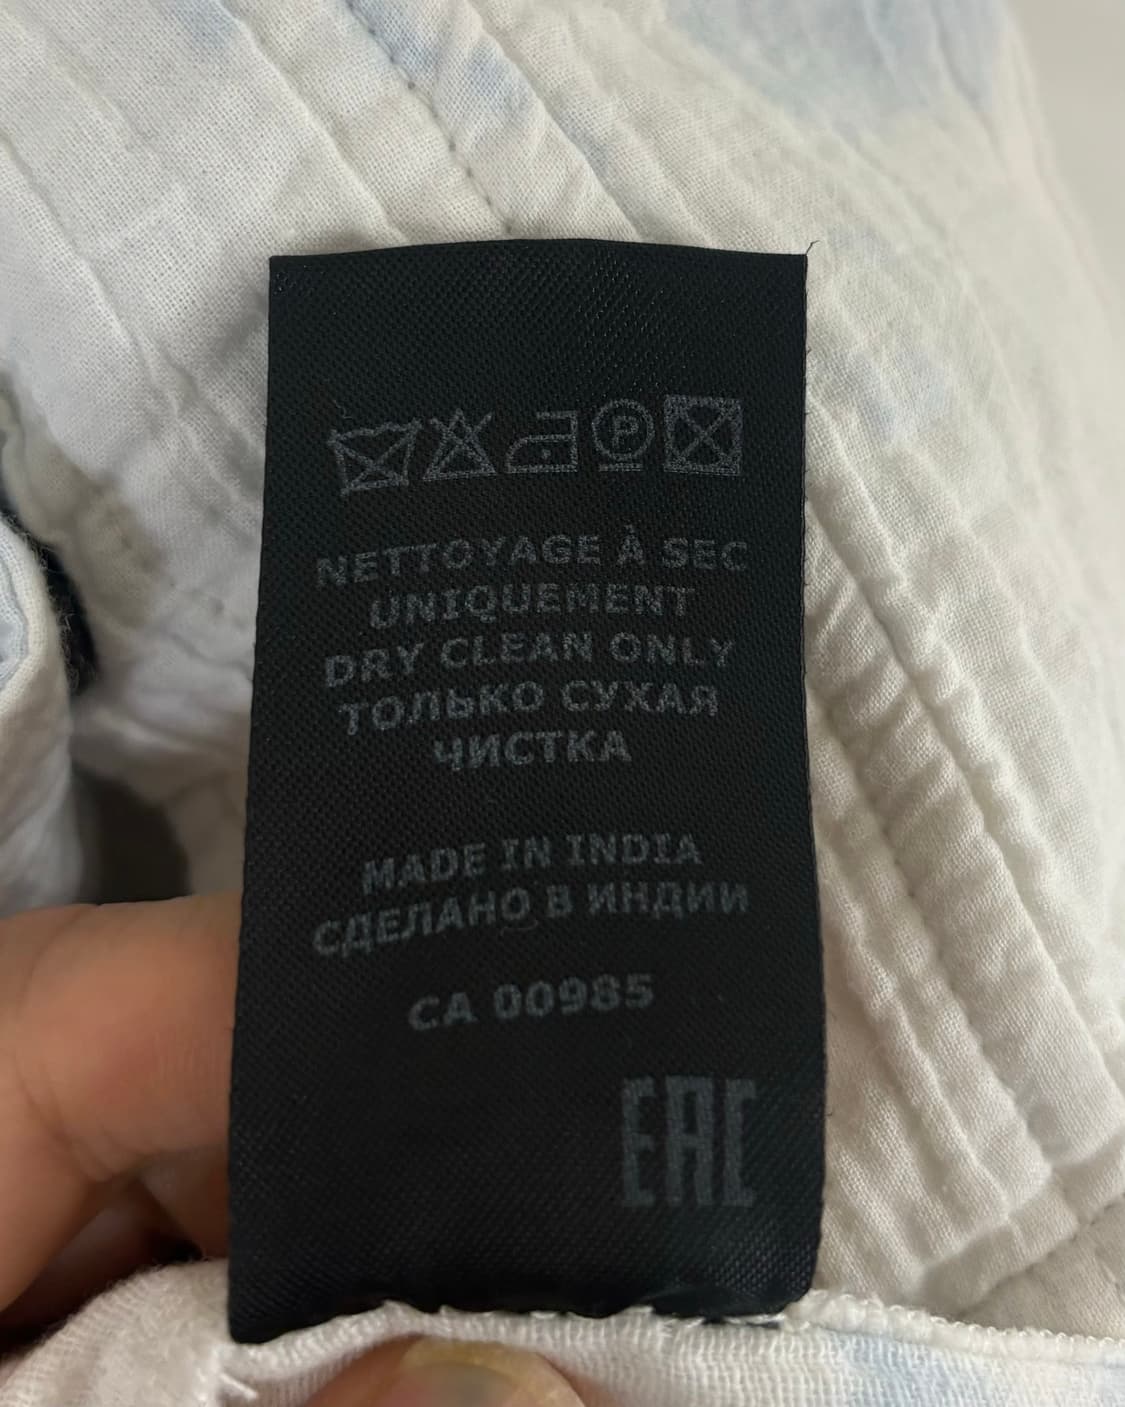 P
NETTOYAGE À SEC
UNIQUEMENT
DRY CLEAN ONLY
ТОЛЬКО СУХАЯ
ЧИСТКА
MADE IN INDIA
СДЕЛАНО В ИНДИИ
CA 00985
EAC